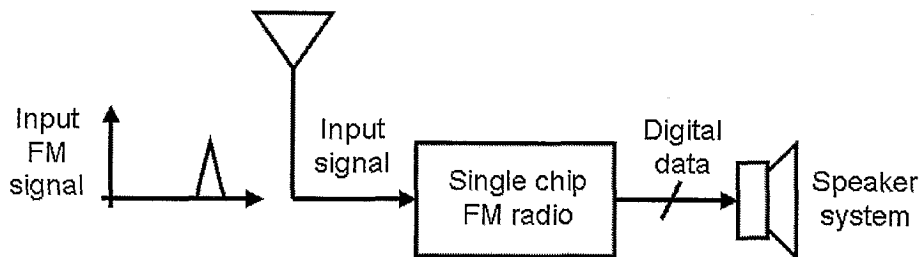 Input
FM
signal
Input
signal
Single chip
FM radio
Digital
data
Speaker
system